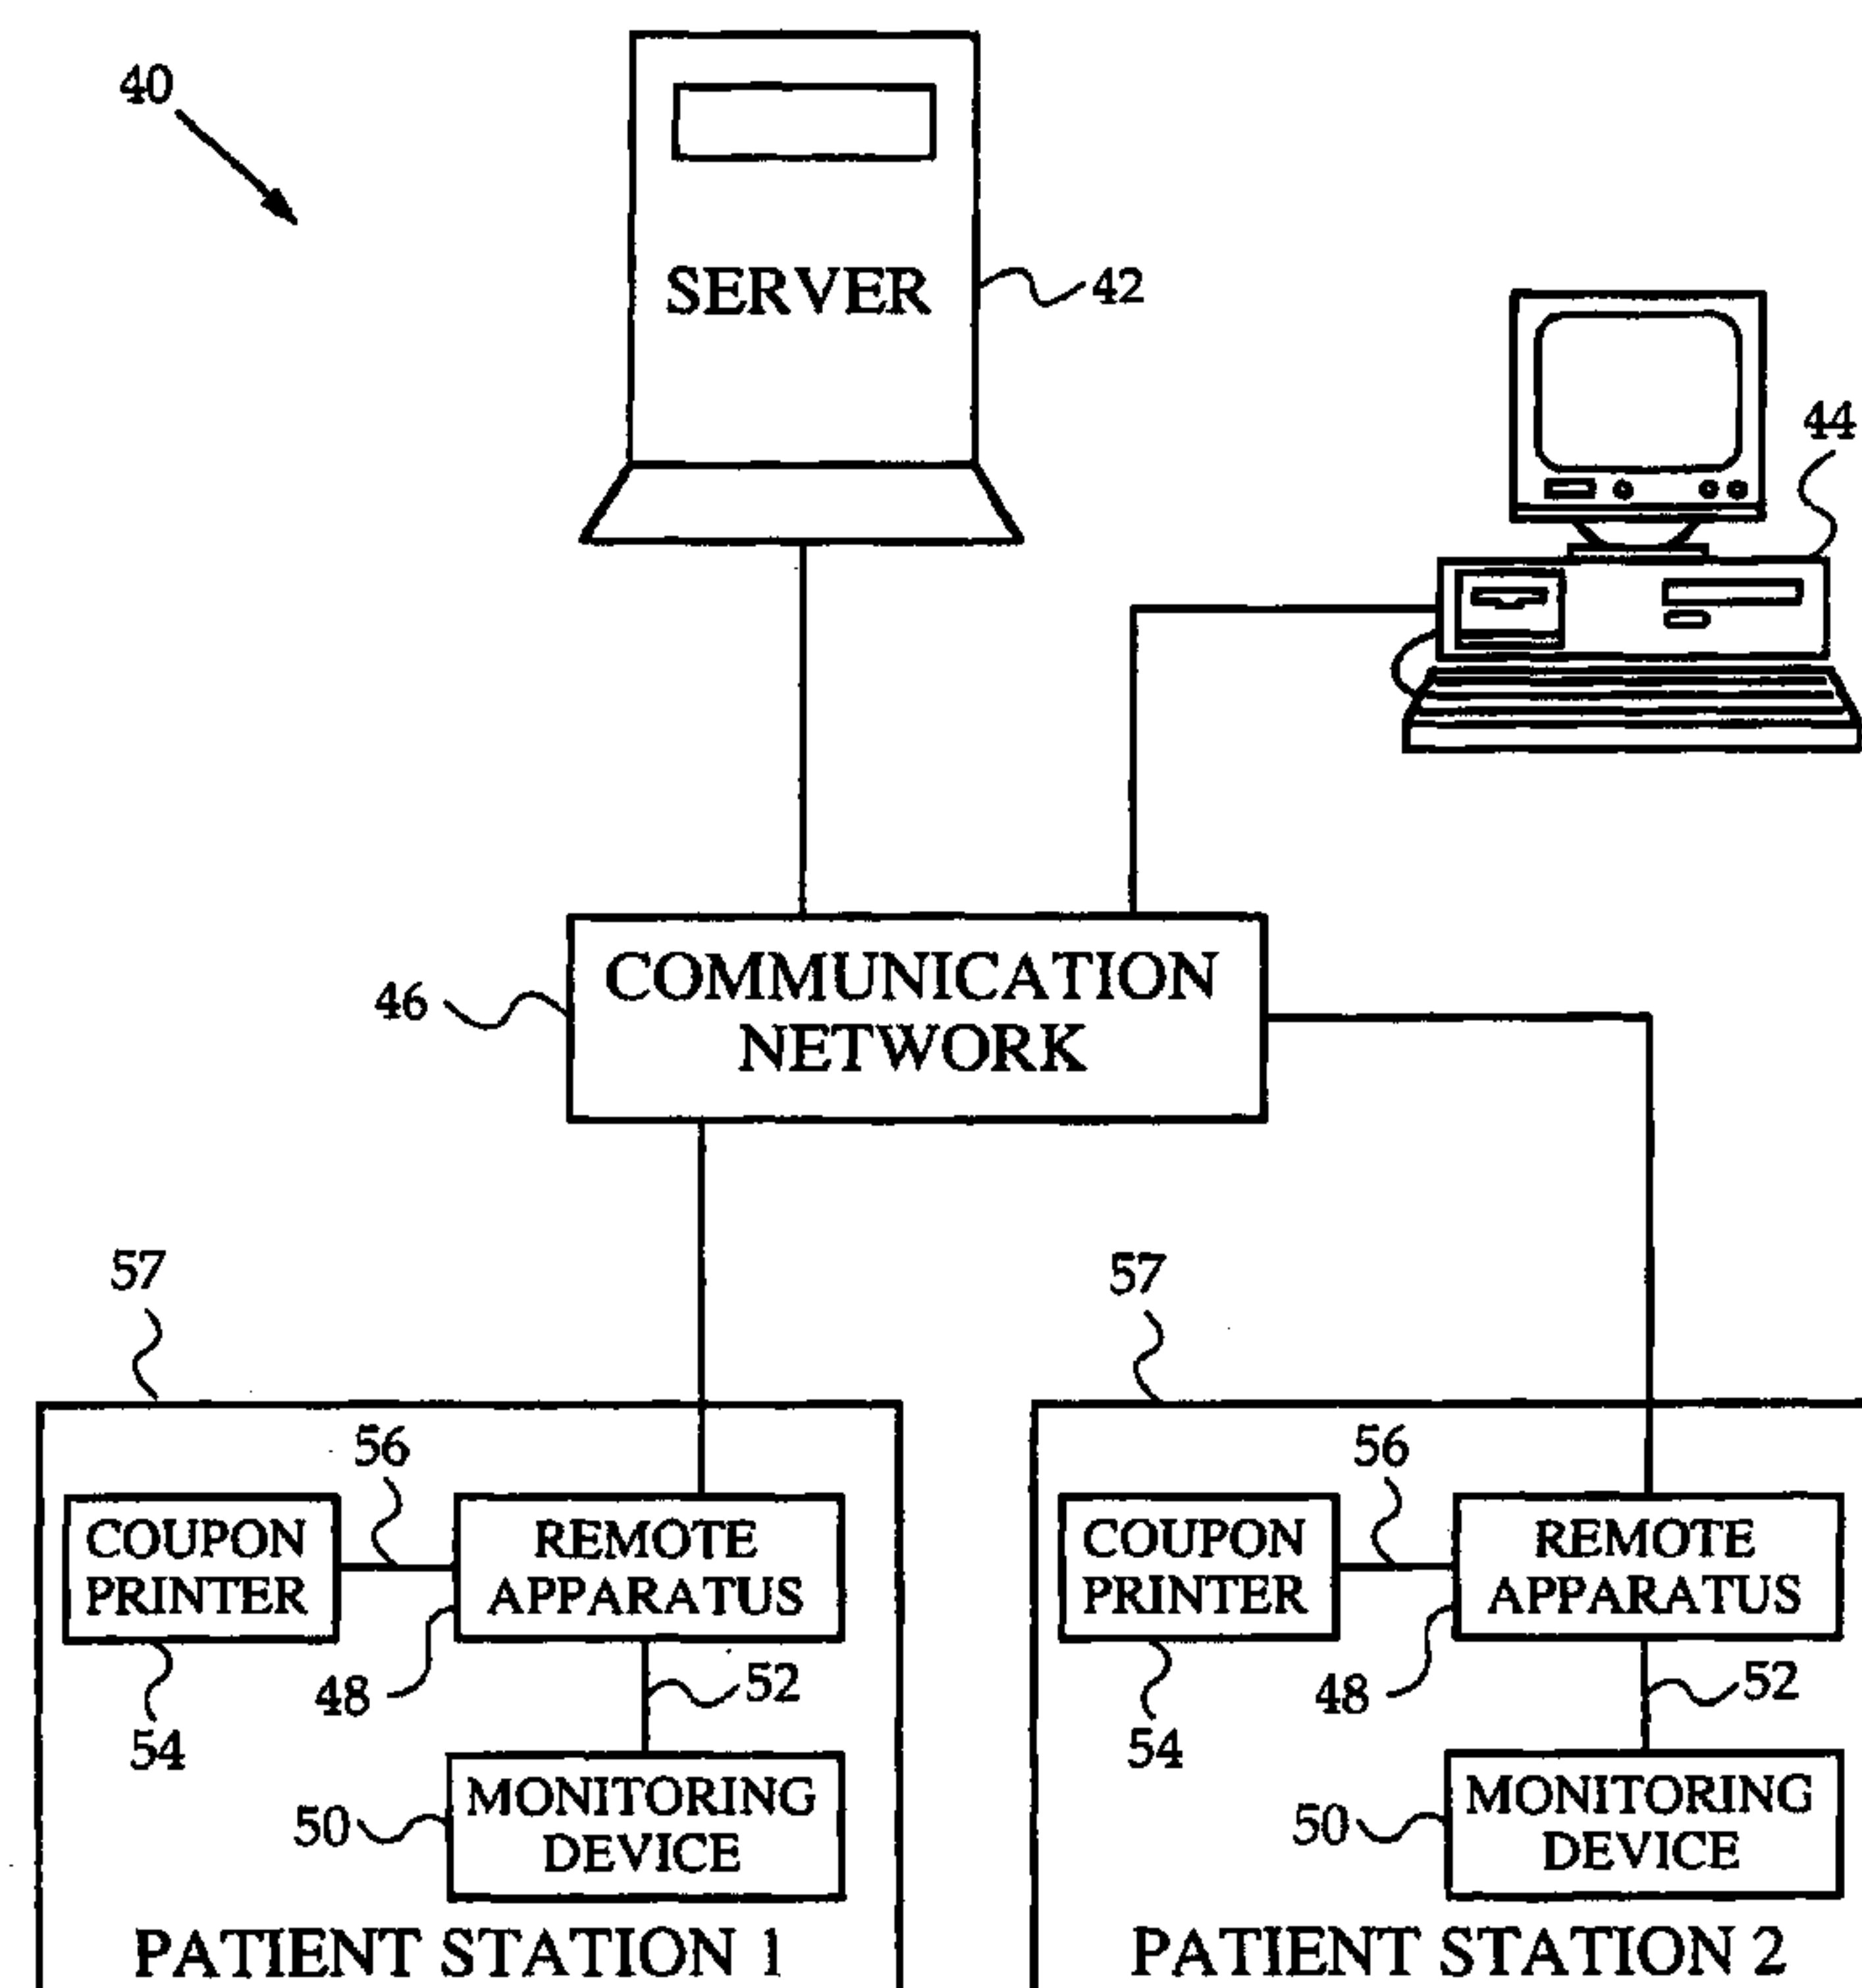 40
SERVER
42
44
46
COMMUNICATION
NETWORK
57
57
56
56
COUPON
PRINTER
REMOTE
APPARATUS
COUPON
PRINTER
REMOTE
APPARATUS
48
52
48
52
54
54
50
MONITORING
DEVICE
50
MONITORING
DEVICE
PATIENT STATION 1
PATIENT STATION 2